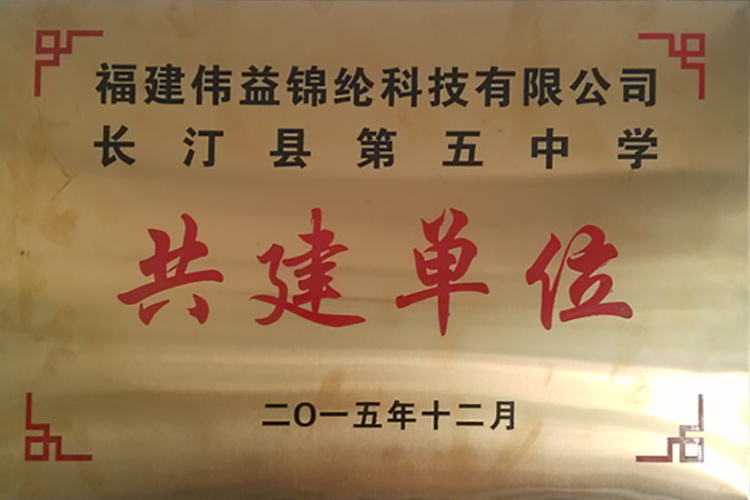 福建伟益锦纶科技有限公司
长汀县第五中学
共建单位
二〇一五年十二月